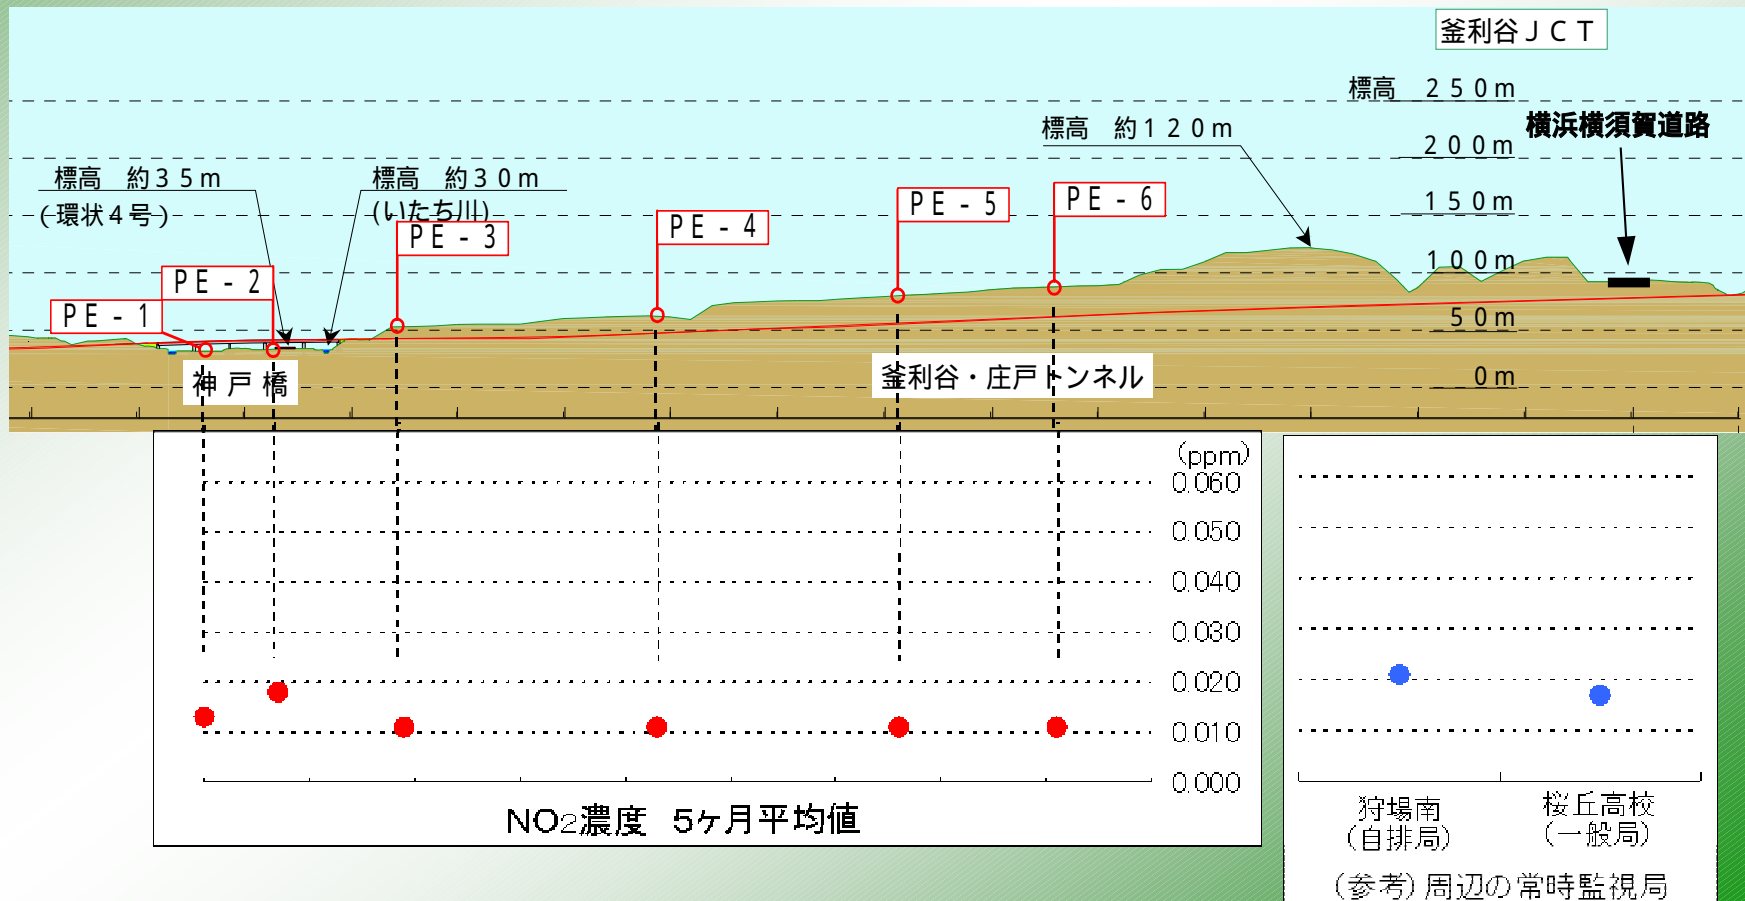 釜利谷ＪＣＴ
標高　２５０ｍ
横浜横須賀道路
標高　約１２０ｍ
２００ｍ
標高　約３５ｍ
（環状４号）
標高　約３０ｍ
(いたち川)
ＰＥ－５
ＰＥ－６
１５０ｍ
ＰＥ－４
ＰＥ－３
１００ｍ
ＰＥ－２
ＰＥ－１
５０ｍ
神戸橋
釜利谷・庄戸トンネル
０ｍ
(ppm)
0.060
0.050
0.040
0.030
0.020
0.010
0.000
NO2濃度　5ヶ月平均値
狩場南
(自排局)
桜丘高校
(一般局)
(参考)周辺の常時監視局